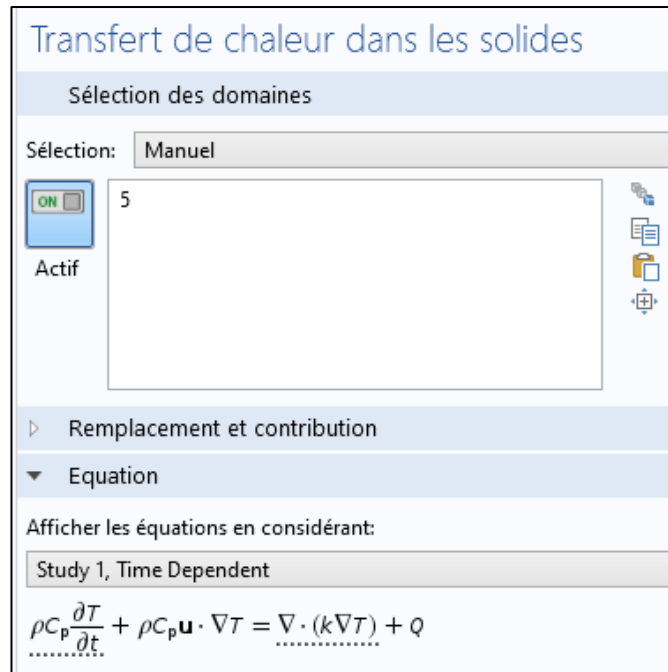 Transfert de chaleur dans les solides
Sélection des domaines
Sélection: Manuel
ON 5
Actif
Remplacement et contribution
Equation
Afficher les équations en considérant:
Study 1, Time Dependent
ρCₚ∂T/∂t + ρCₚ𝐮 · ∇T = ∇ · (k∇T) + Q